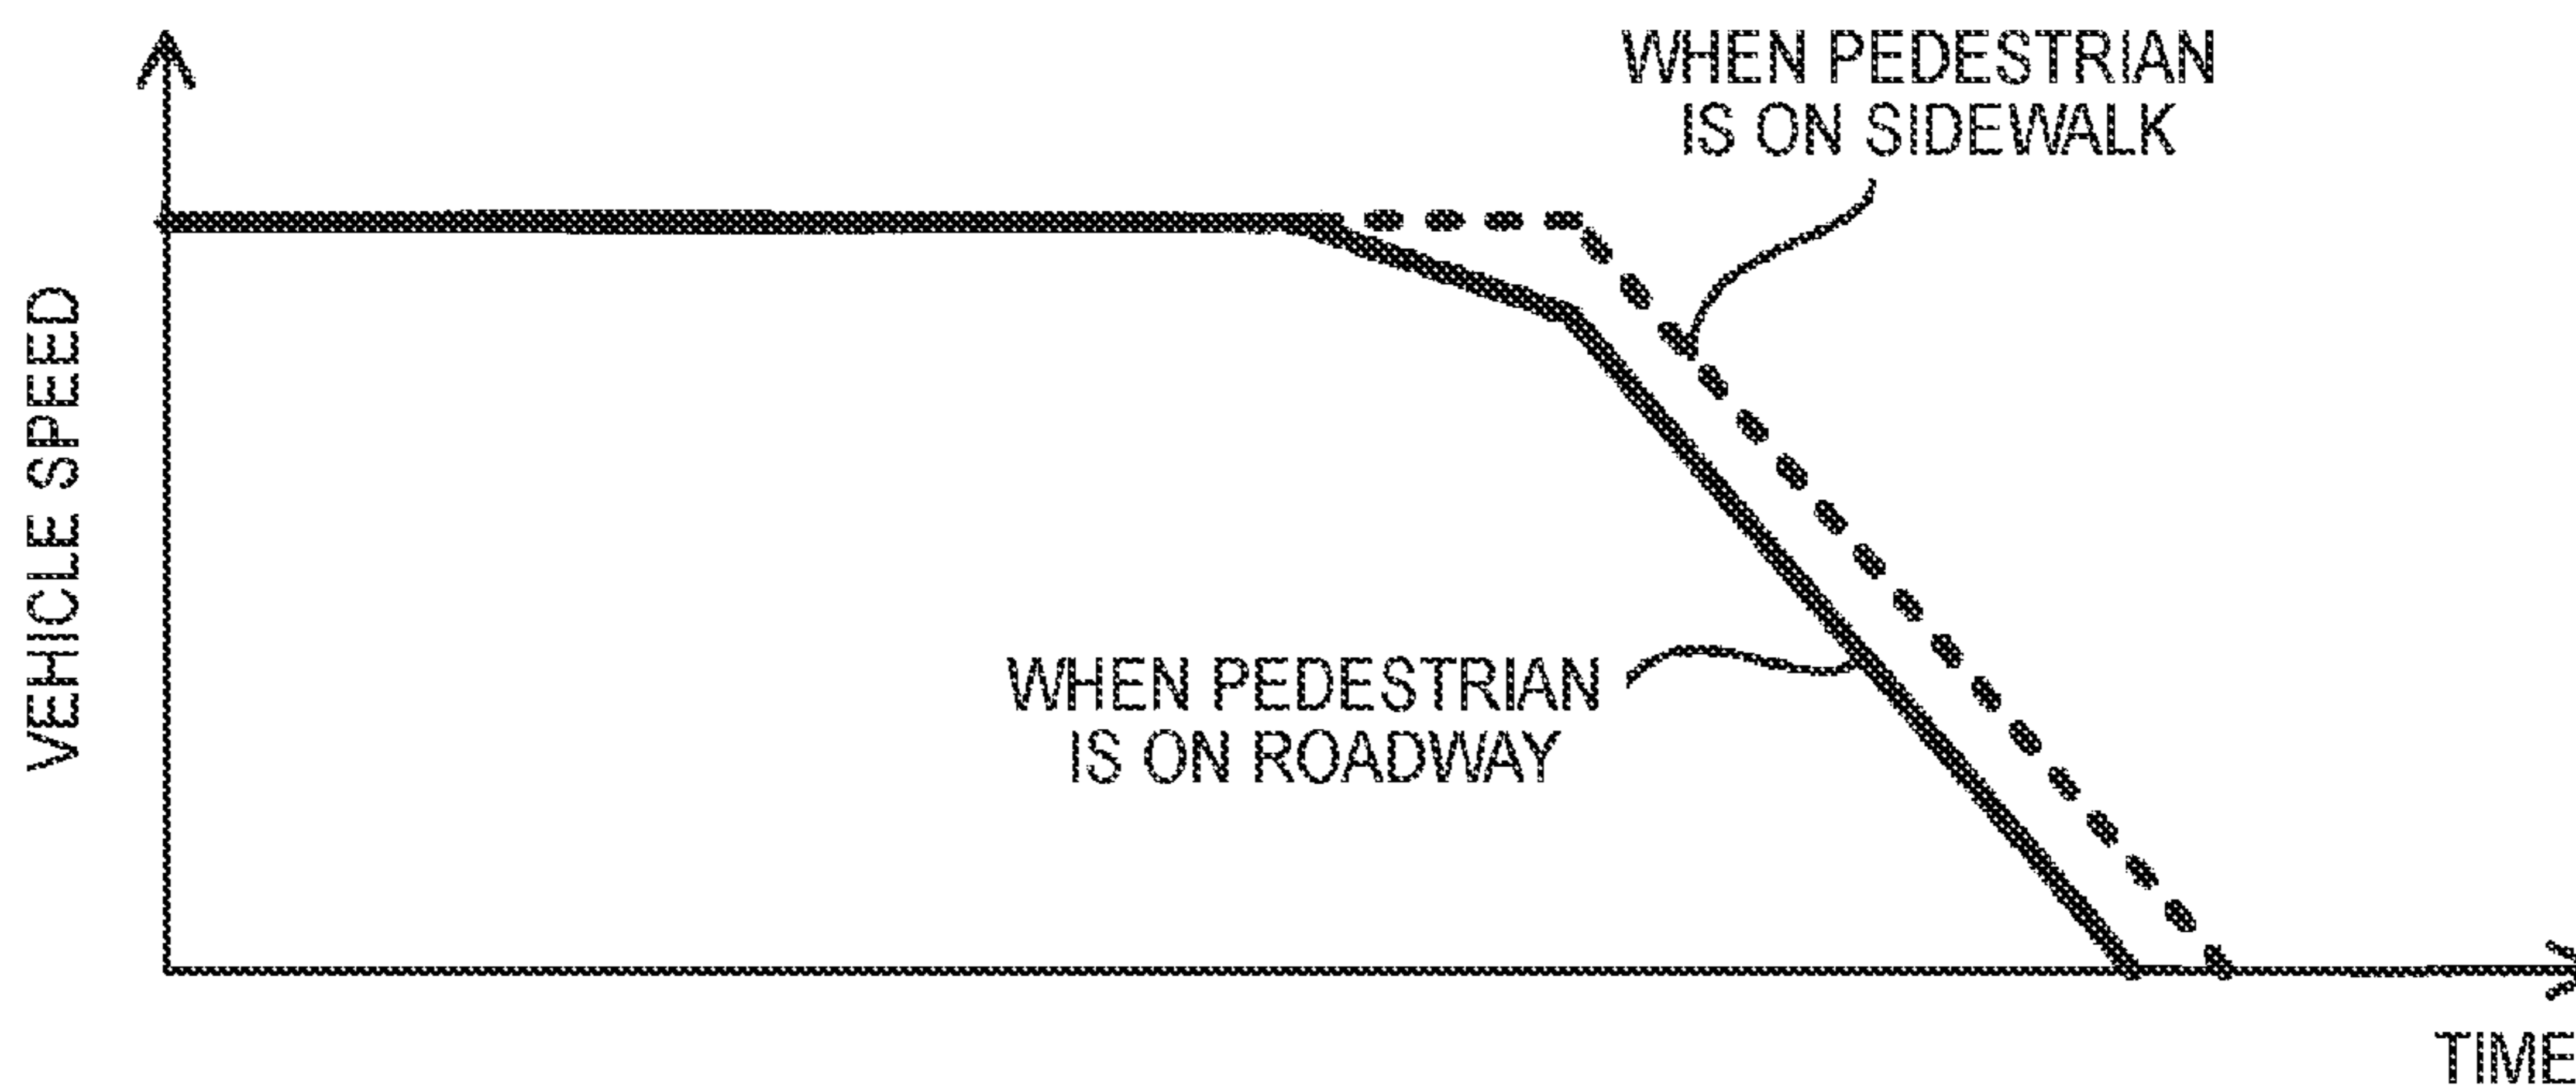 WHEN PEDESTRIAN
IS ON SIDEWALK
VEHICLE SPEED
WHEN PEDESTRIAN
IS ON ROADWAY
TIME